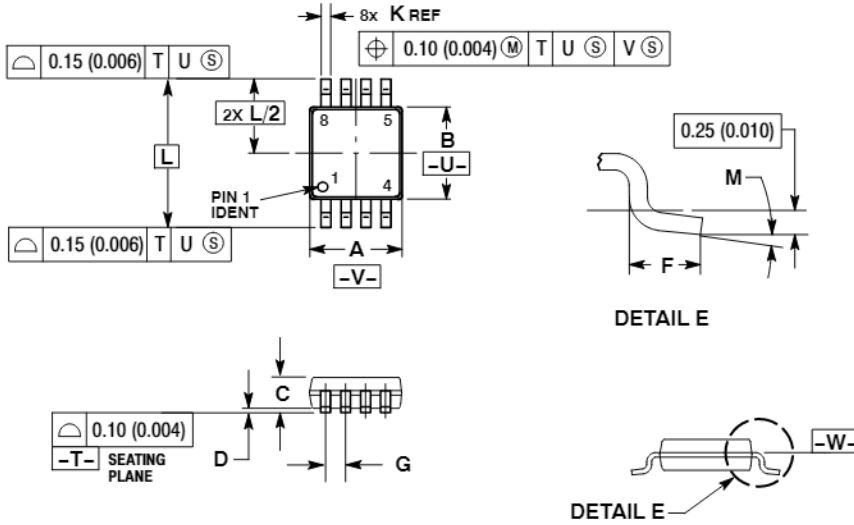 8x K REF
⌖ 0.10 (0.004) Ⓜ T U Ⓢ V Ⓢ
⌓ 0.15 (0.006) T U Ⓢ
2X L/2
8 5
B
-U-
0.25 (0.010)
L
M
PIN 1
IDENT
1
4
⌓ 0.15 (0.006) T U Ⓢ
A
-V-
F
DETAIL E
C
⌓ 0.10 (0.004)
-T- SEATING
PLANE
D
G
-W-
DETAIL E